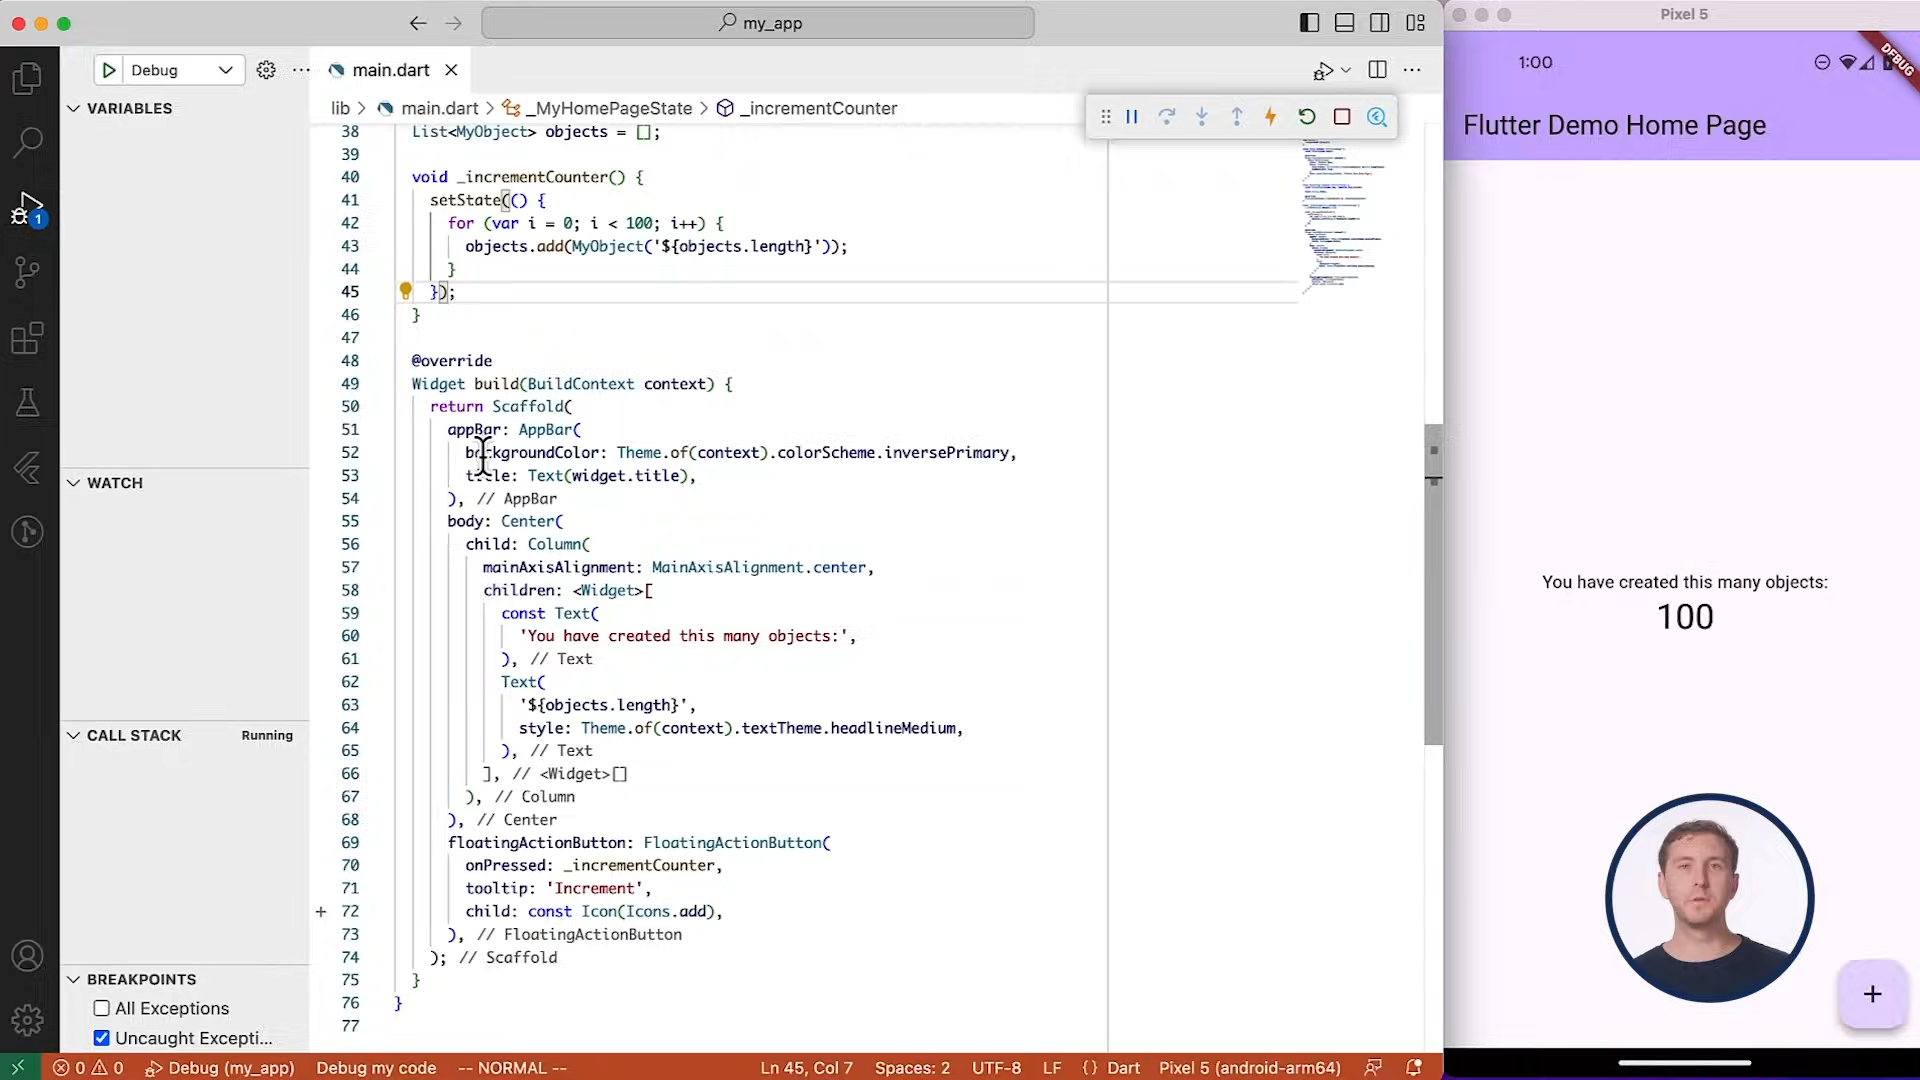 my_app
Pixel 5
Debug
main.dart
lib > main.dart > _MyHomePageState > _incrementCounter
VARIABLES
WATCH
CALL STACK Running
BREAKPOINTS
All Exceptions
Uncaught Excepti...
38 List<MyObject> objects = [];
39
40 void _incrementCounter() {
41 setState(() {
42 for (var i = 0; i < 100; i++) {
43 objects.add(MyObject('${objects.length}'));
44 }
45 });
46 }
47
48 @override
49 Widget build(BuildContext context) {
50 return Scaffold(
51 appBar: AppBar(
52 backgroundColor: Theme.of(context).colorScheme.inversePrimary,
53 title: Text(widget.title),
54 ), // AppBar
55 body: Center(
56 child: Column(
57 mainAxisAlignment: MainAxisAlignment.center,
58 children: <Widget>[
59 const Text(
60 'You have created this many objects:',
61 ), // Text
62 Text(
63 '${objects.length}',
64 style: Theme.of(context).textTheme.headlineMedium,
65 ), // Text
66 ], // <Widget>[]
67 ), // Column
68 ), // Center
69 floatingActionButton: FloatingActionButton(
70 onPressed: _incrementCounter,
71 tooltip: 'Increment',
72 child: const Icon(Icons.add),
73 ), // FloatingActionButton
74 ); // Scaffold
75 }
76 }
77
1
0 0 Debug (my_app) Debug my code -- NORMAL -- Ln 45, Col 7 Spaces: 2 UTF-8 LF {} Dart Pixel 5 (android-arm64)
1:00
DEBUG
Flutter Demo Home Page
You have created this many objects:
100
+